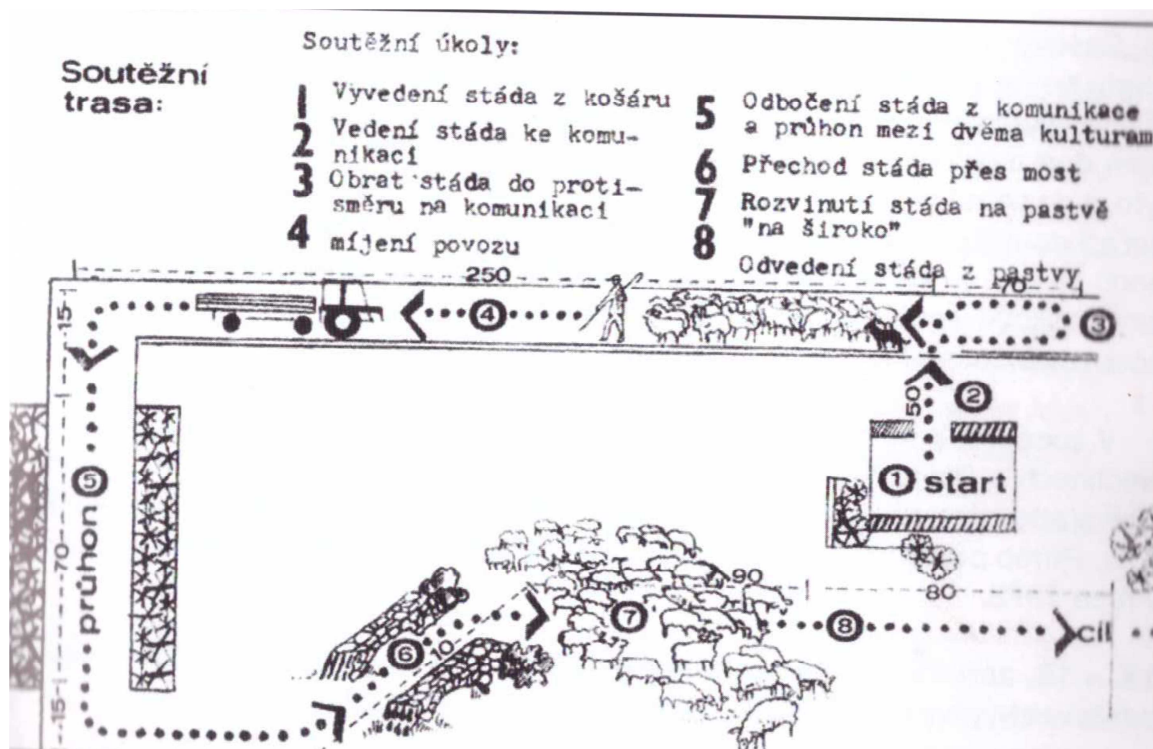 Soutěžní
trasa:
Soutěžní úkoly:
1 Vyvedení stáda z košáru
2 Vedení stáda ke komu-
nikaci
3 Obrat stáda do proti-
směru na komunikaci
4 míjení povozu
5 Odbočení stáda z komunikace
a průhon mezi dvěma kulturam
6 Přechod stáda přes most
7 Rozvinutí stáda na pastvě
"na široko"
8 Odvedení stáda z pastvy
250
70
15
4
3
2
50
1 start
5
průhon
70
15
6
10
7
90
80
8
cíl